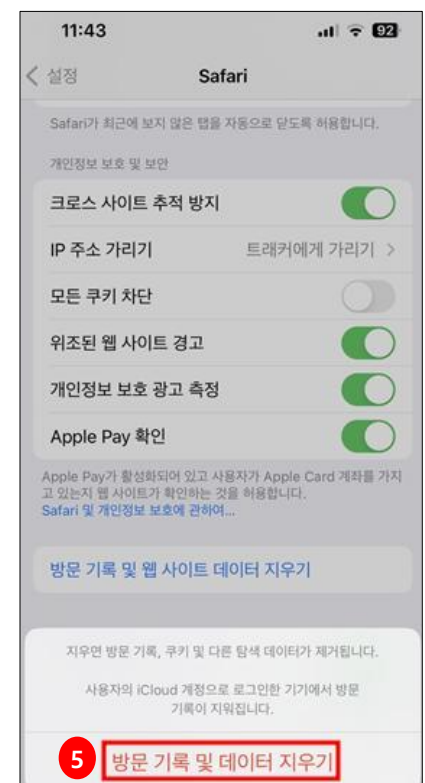 11:43
92
설정
Safari
Safari가 최근에 보지 않은 탭을 자동으로 닫도록 허용합니다.
개인정보 보호 및 보안
크로스 사이트 추적 방지
IP 주소 가리기 트래커에게 가리기
모든 쿠키 차단
위조된 웹 사이트 경고
개인정보 보호 광고 측정
Apple Pay 확인
Apple Pay가 활성화되어 있고 사용자가 Apple Card 계좌를 가지
고 있는지 웹 사이트가 확인하는 것을 허용합니다.
Safari 및 개인정보 보호에 관하여...
방문 기록 및 웹 사이트 데이터 지우기
지우면 방문 기록, 쿠키 및 다른 탐색 데이터가 제거됩니다.
사용자의 iCloud 계정으로 로그인한 기기에서 방문
기록이 지워집니다.
5 방문 기록 및 데이터 지우기